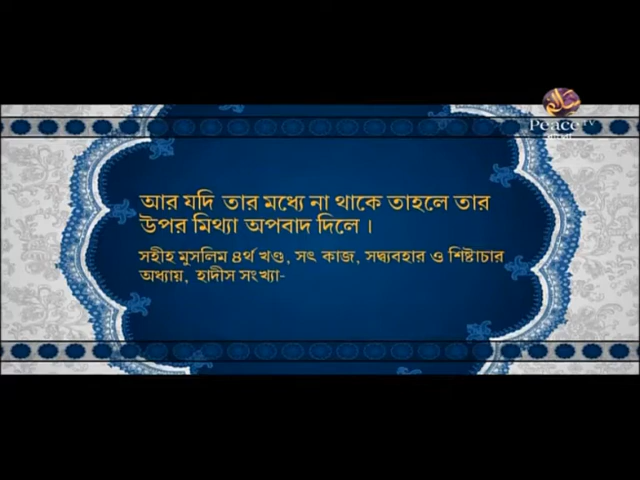 Peace TV
বাংলা
আর যদি তার মধ্যে না থাকে তাহলে তার
উপর মিথ্যা অপবাদ দিলে ।
সহীহ মুসলিম ৪র্থ খণ্ড, সৎ কাজ, সদ্ব্যবহার ও শিষ্টাচার
অধ্যায়, হাদীস সংখ্যা-